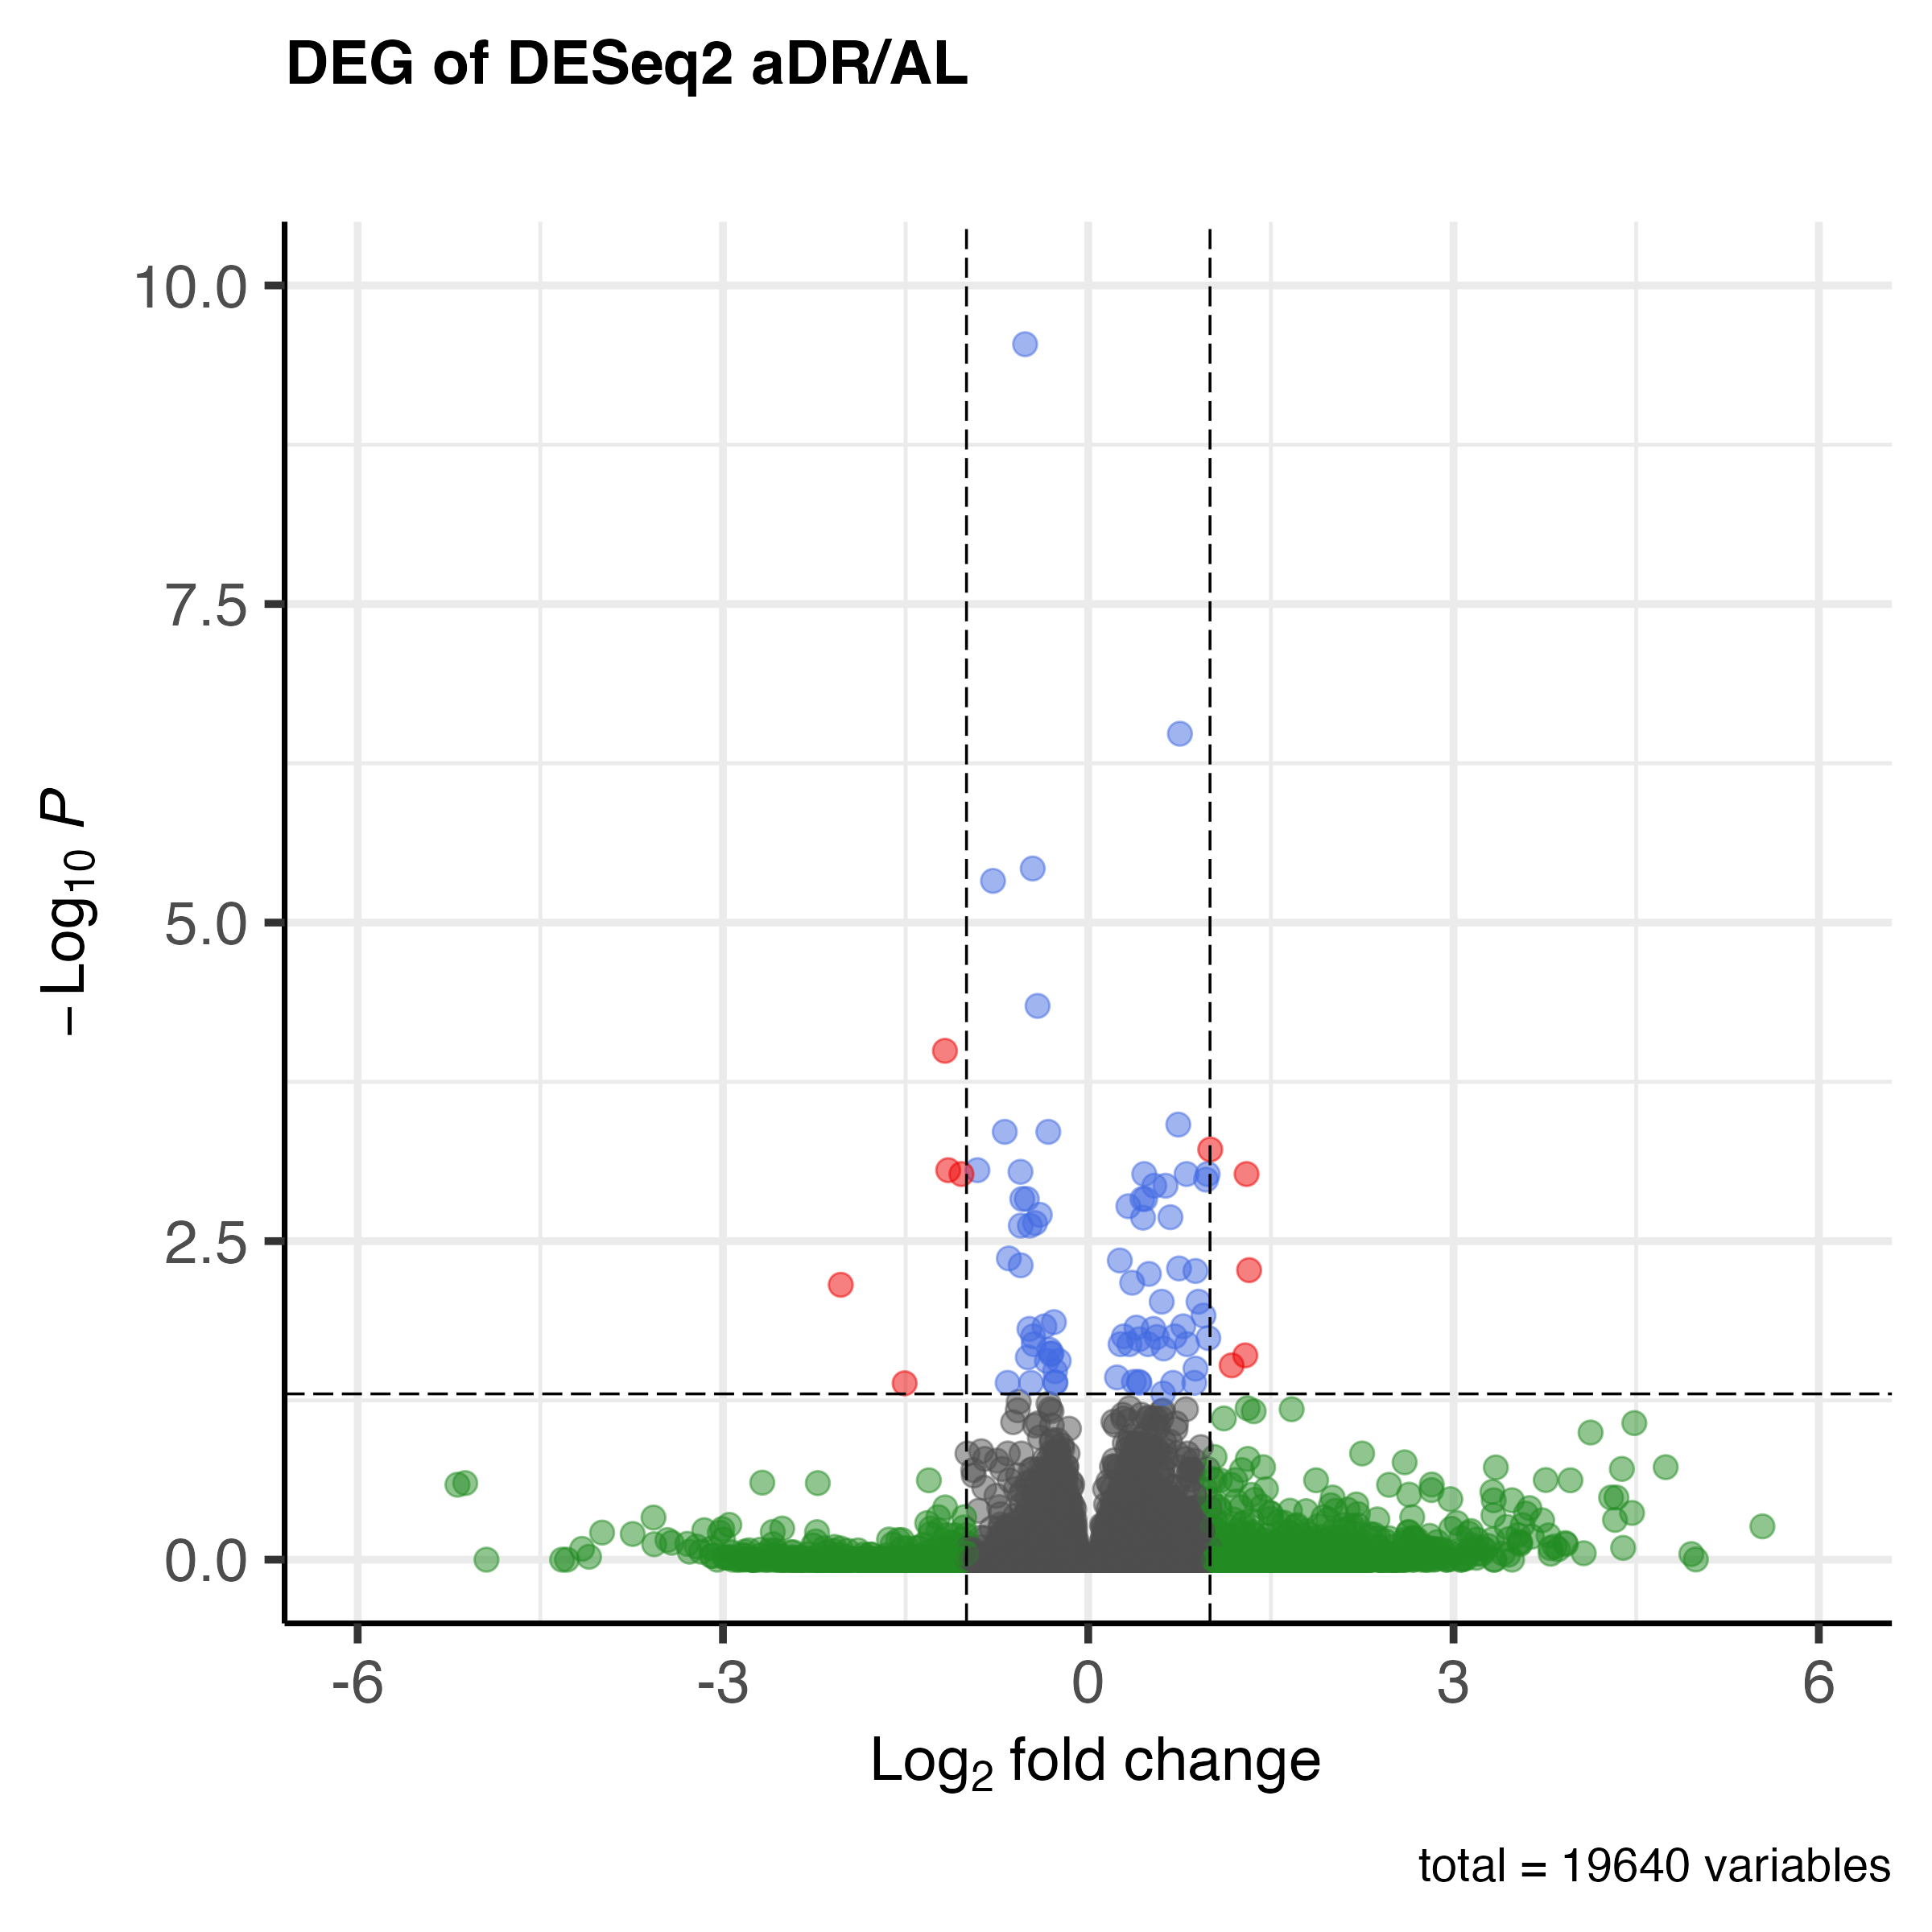 DEG of DESeq2 aDR/AL
10.0
7.5
5.0
2.5
0.0
−Log10 P
-6 -3 0 3 6
Log2 fold change
total = 19640 variables